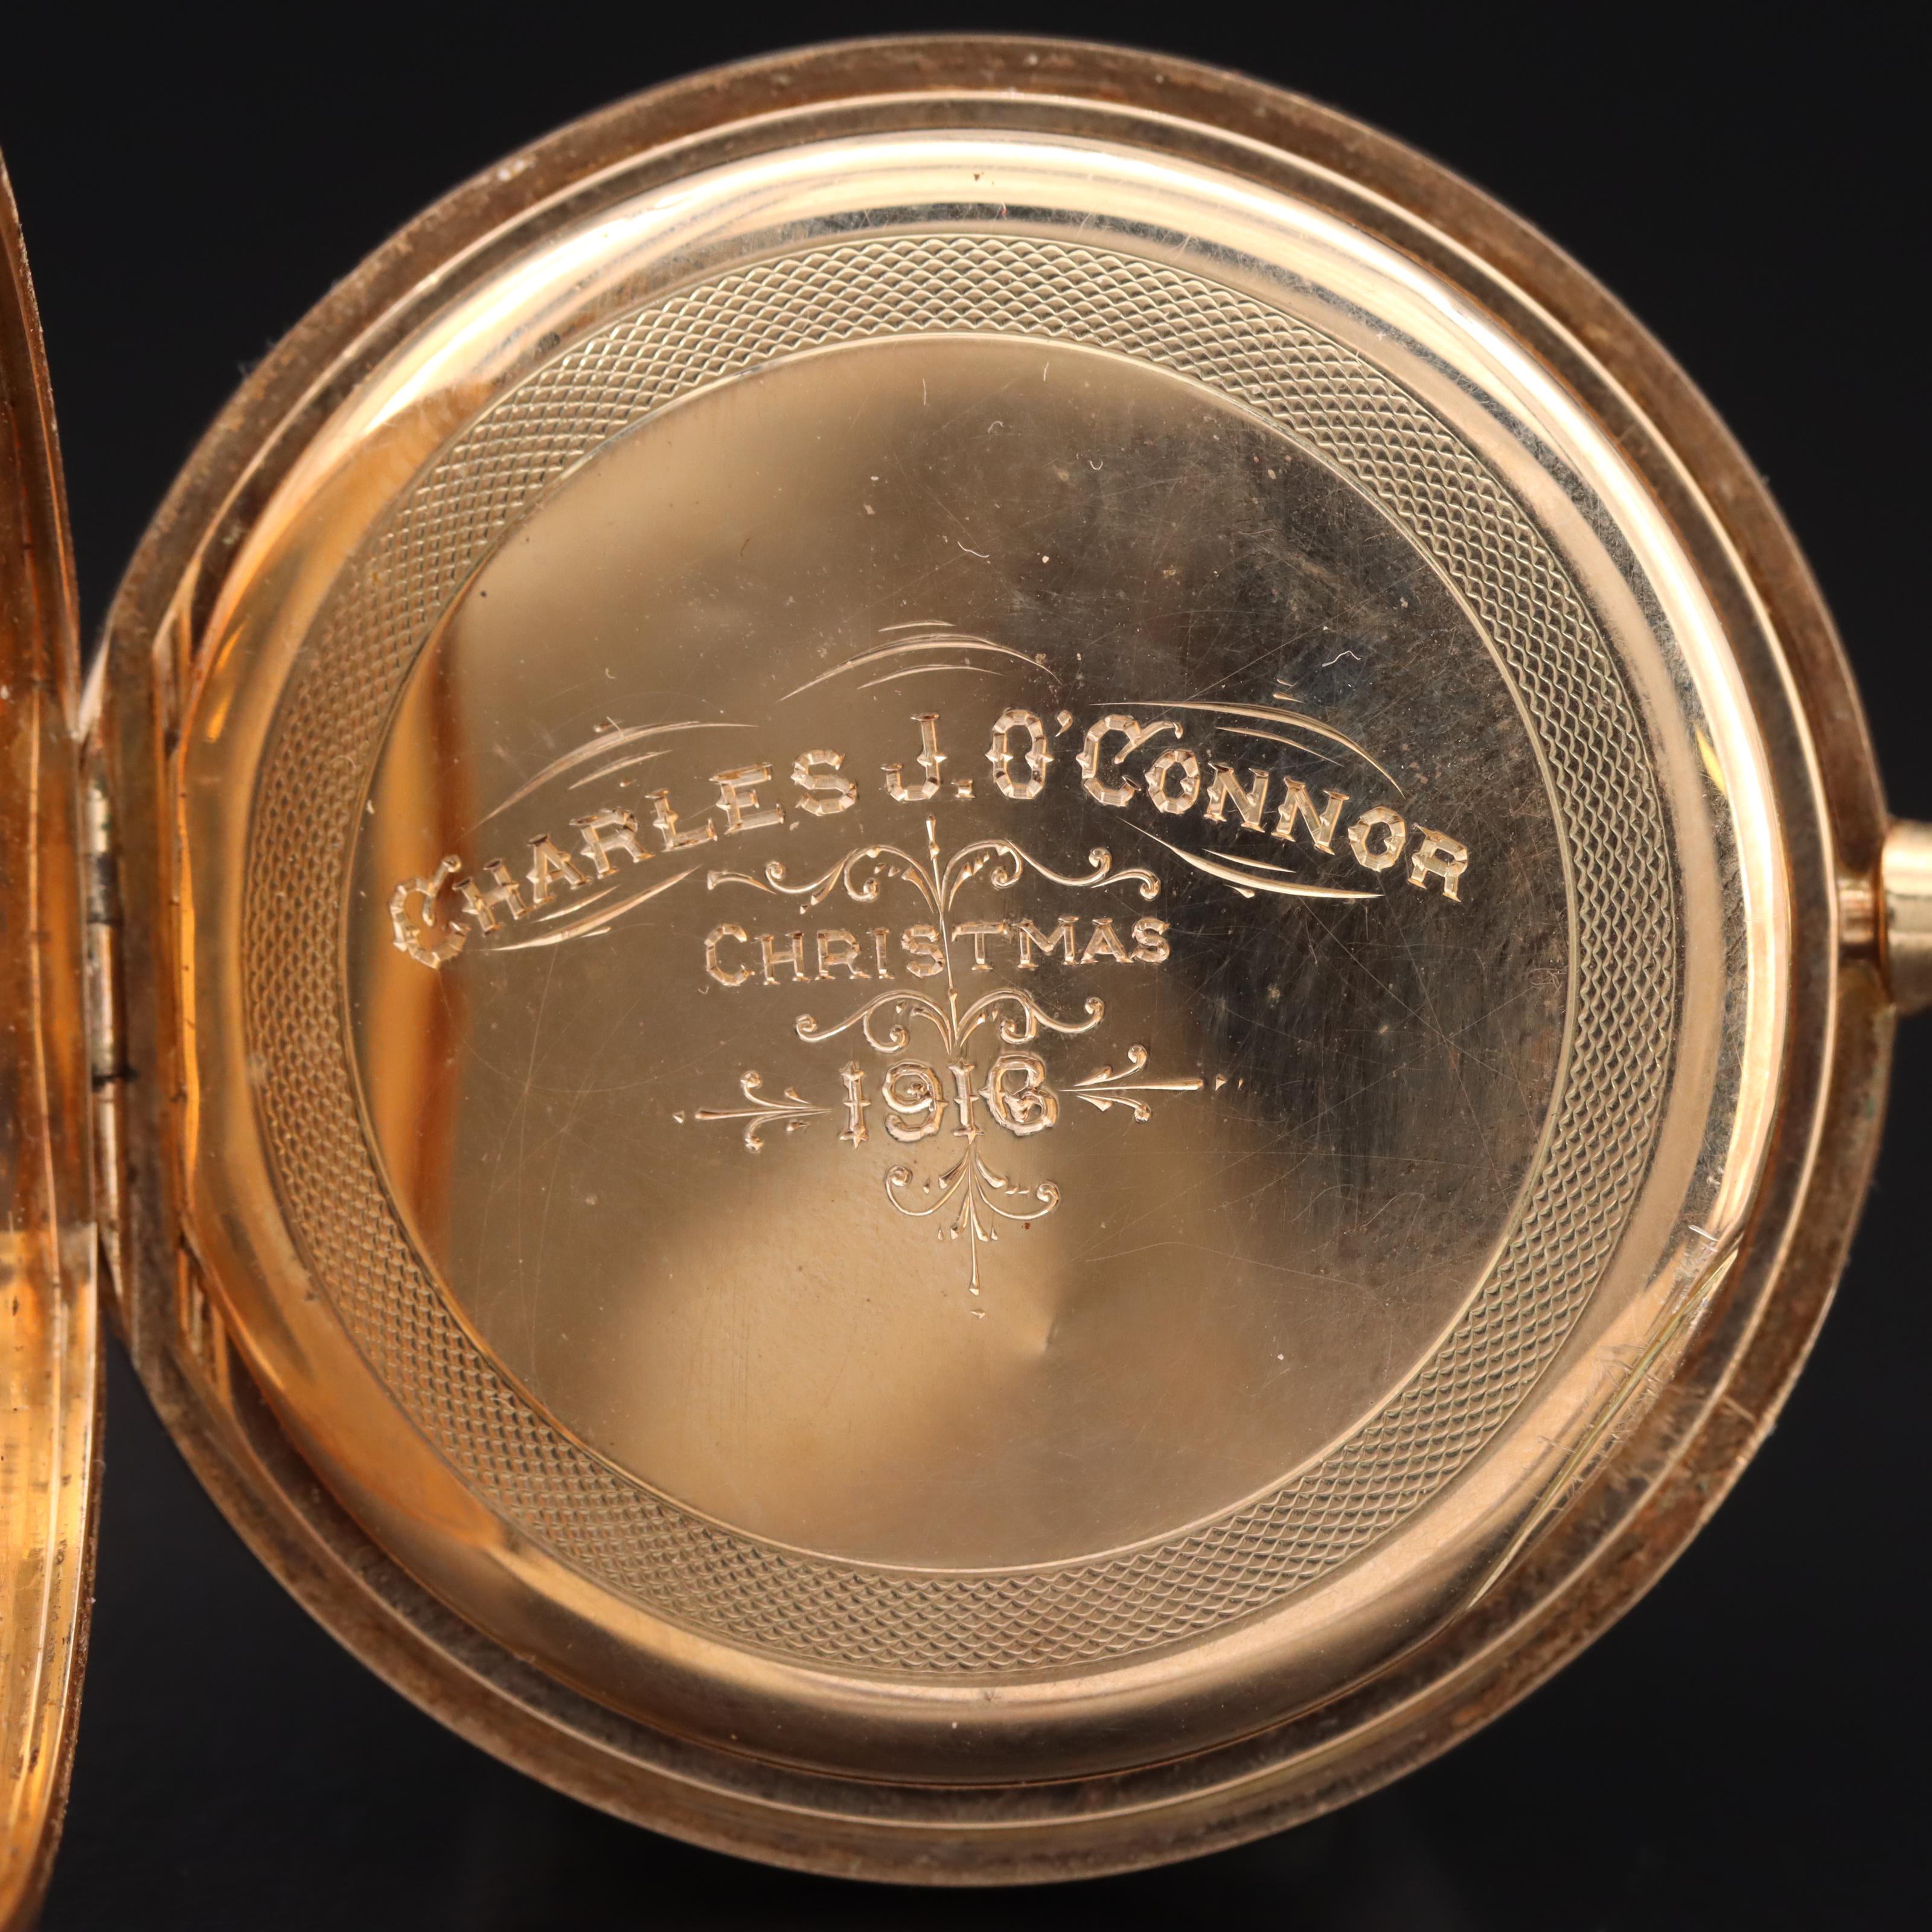 Charles J. O'Connor
Christmas
1916